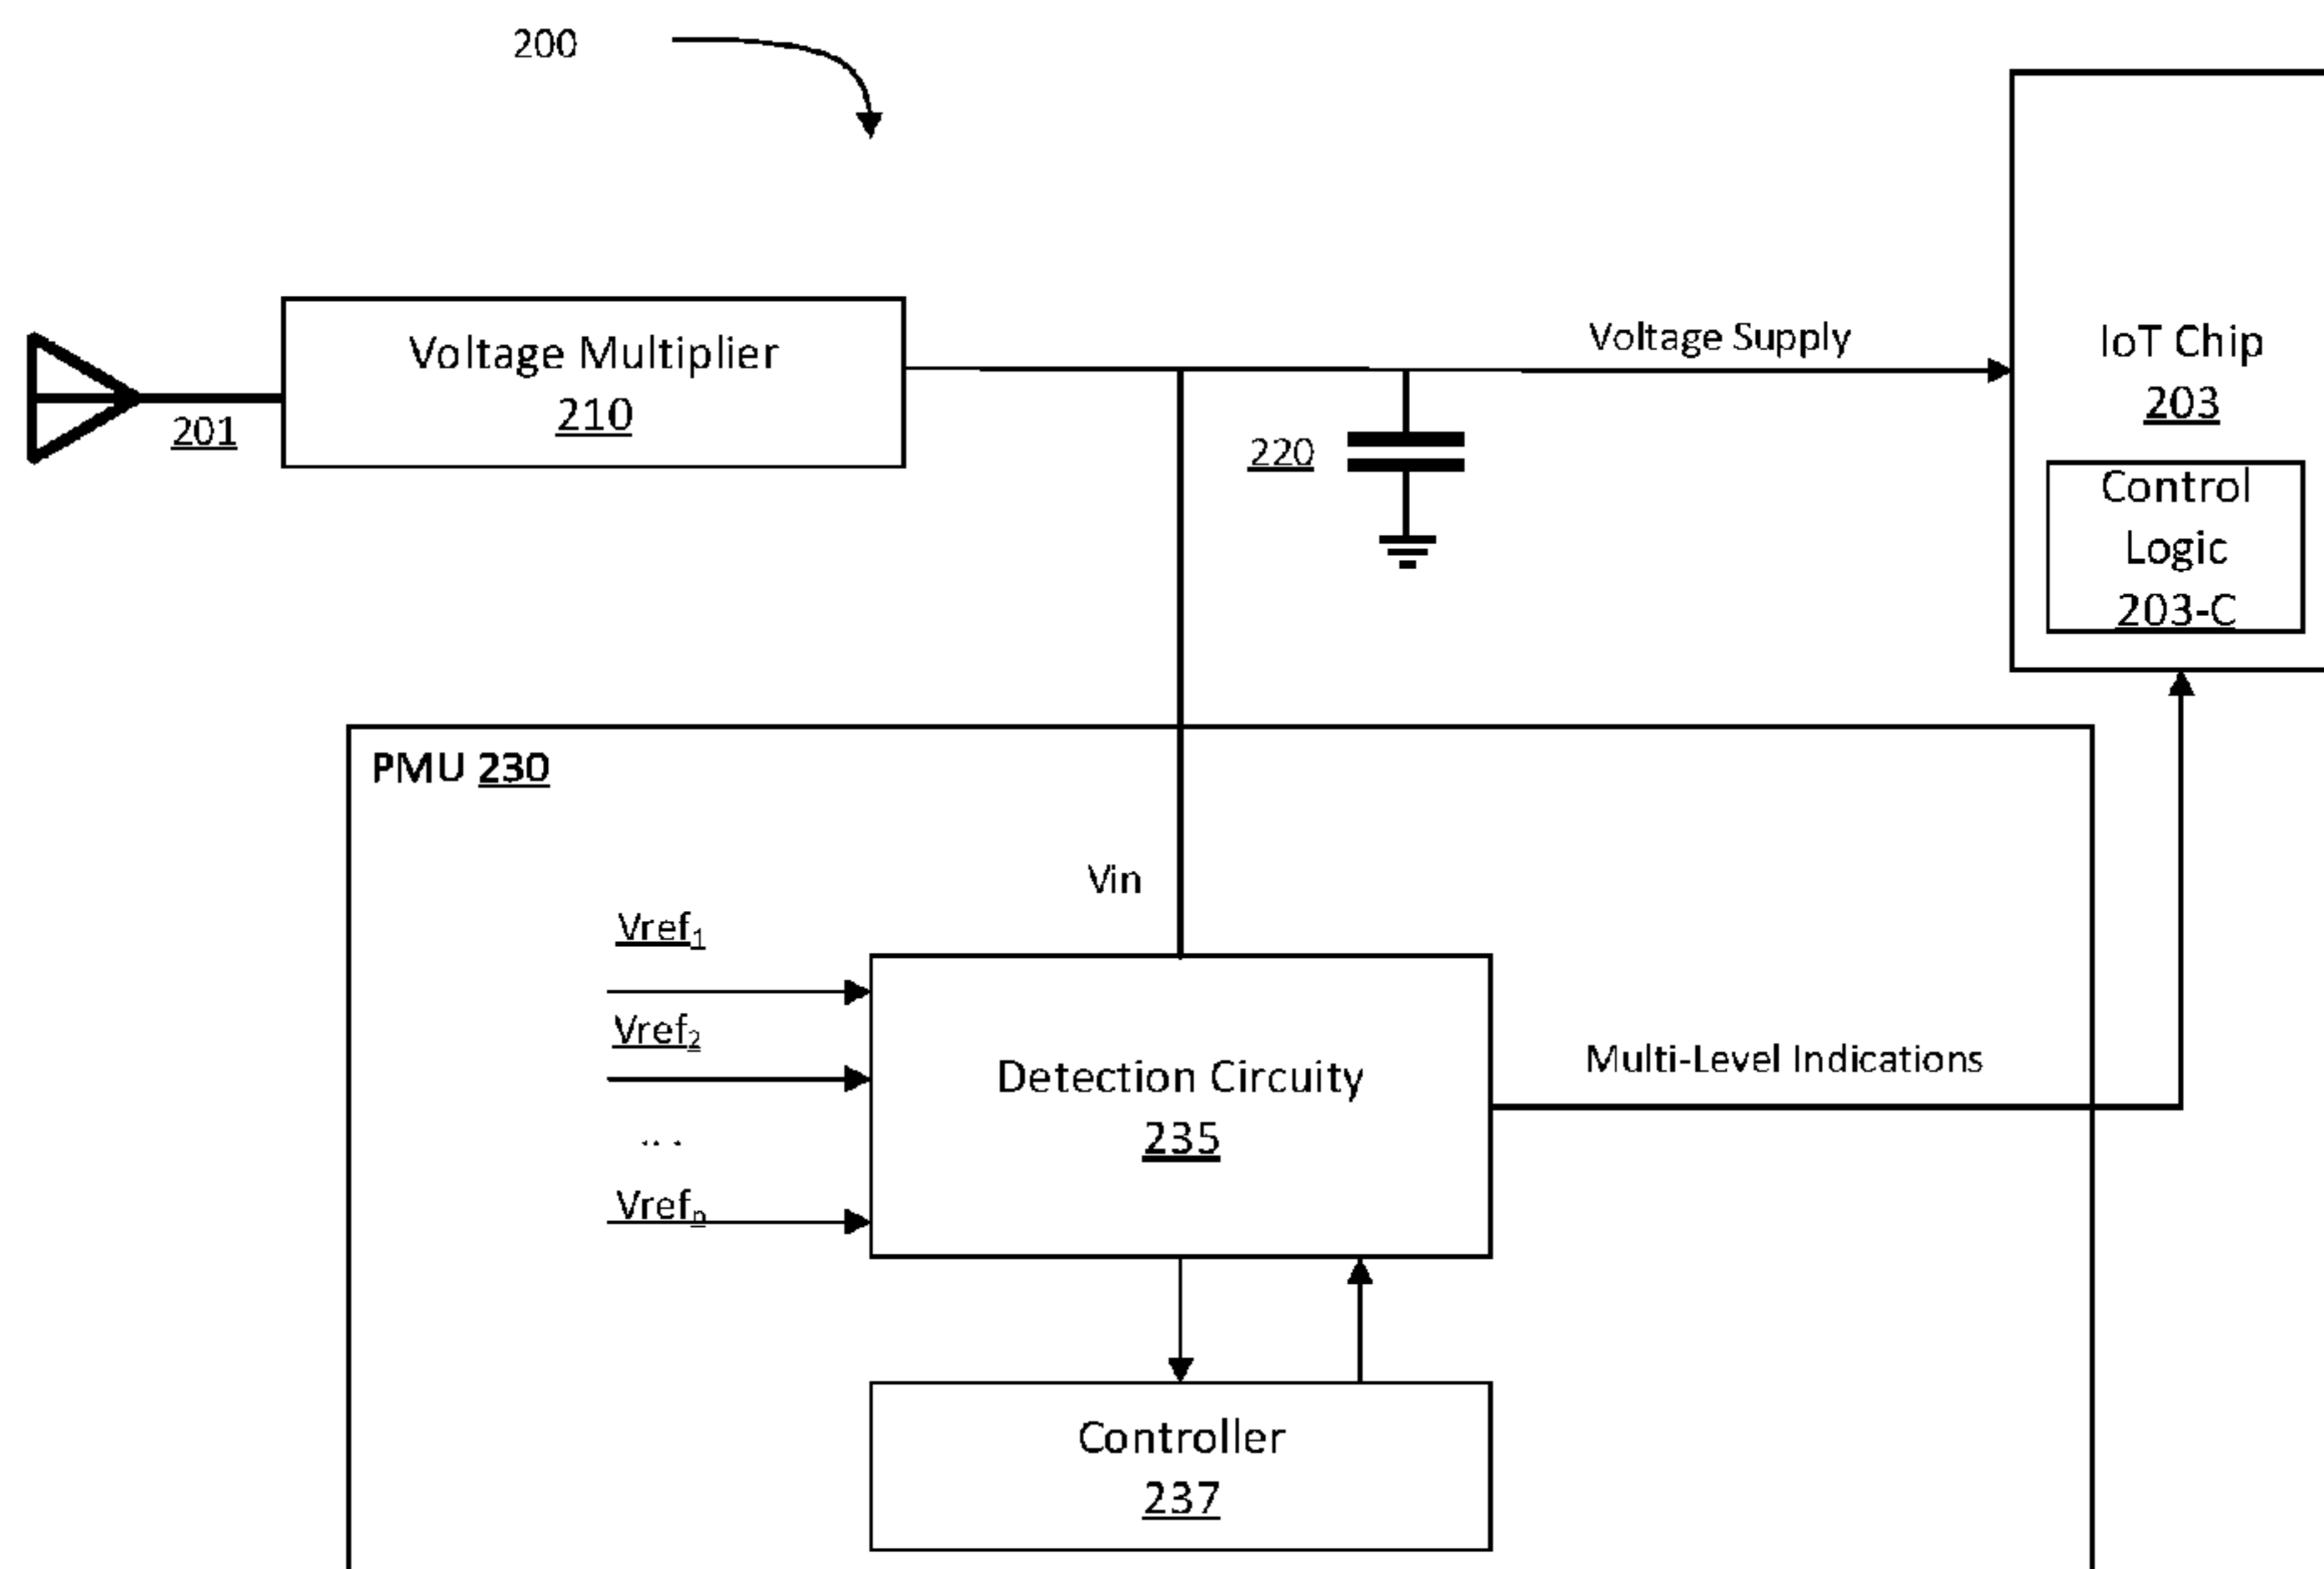 200
Voltage Multiplier
210
201
Voltage Supply
220
IoT Chip
203
Control
Logic
203-C
PMU 230
Vin
Vref1
Vref2
...
Vrefn
Detection Circuity
235
Multi-Level Indications
Controller
237